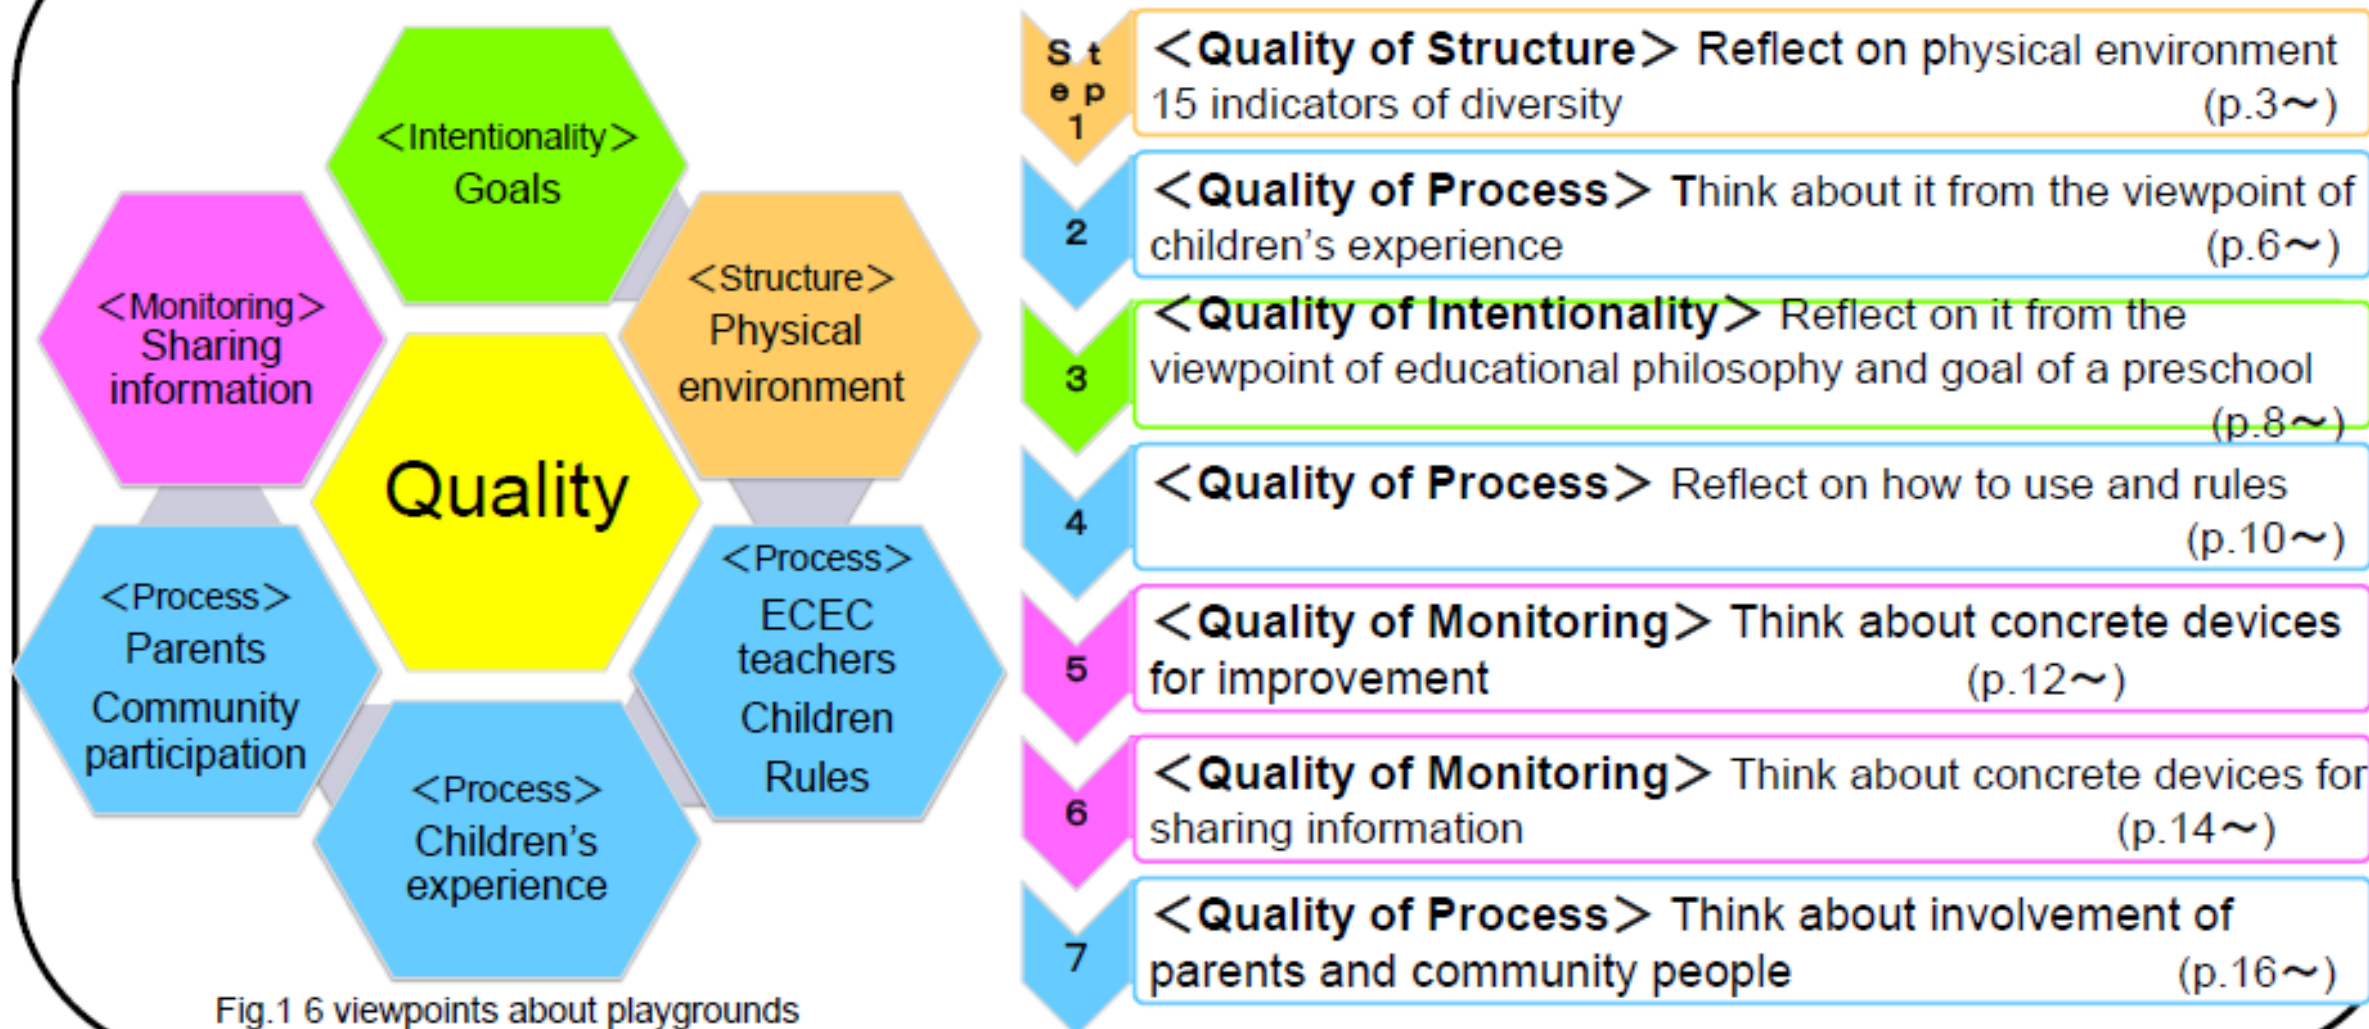 ＜Intentionality＞
Goals
＜Structure＞
Physical
environment
＜Monitoring＞
Sharing
information
Quality
＜Process＞
ECEC
teachers
Children
Rules
＜Process＞
Parents
Community
participation
＜Process＞
Children’s
experience
Fig.1 6 viewpoints about playgrounds
St
ep
1
＜Quality of Structure＞ Reflect on physical environment
15 indicators of diversity (p.3～)
2
＜Quality of Process＞ Think about it from the viewpoint of
children’s experience (p.6～)
3
＜Quality of Intentionality＞ Reflect on it from the
viewpoint of educational philosophy and goal of a preschool
(p.8～)
4
＜Quality of Process＞ Reflect on how to use and rules
(p.10～)
5
＜Quality of Monitoring＞ Think about concrete devices
for improvement (p.12～)
6
＜Quality of Monitoring＞ Think about concrete devices for
sharing information (p.14～)
7
＜Quality of Process＞ Think about involvement of
parents and community people (p.16～)